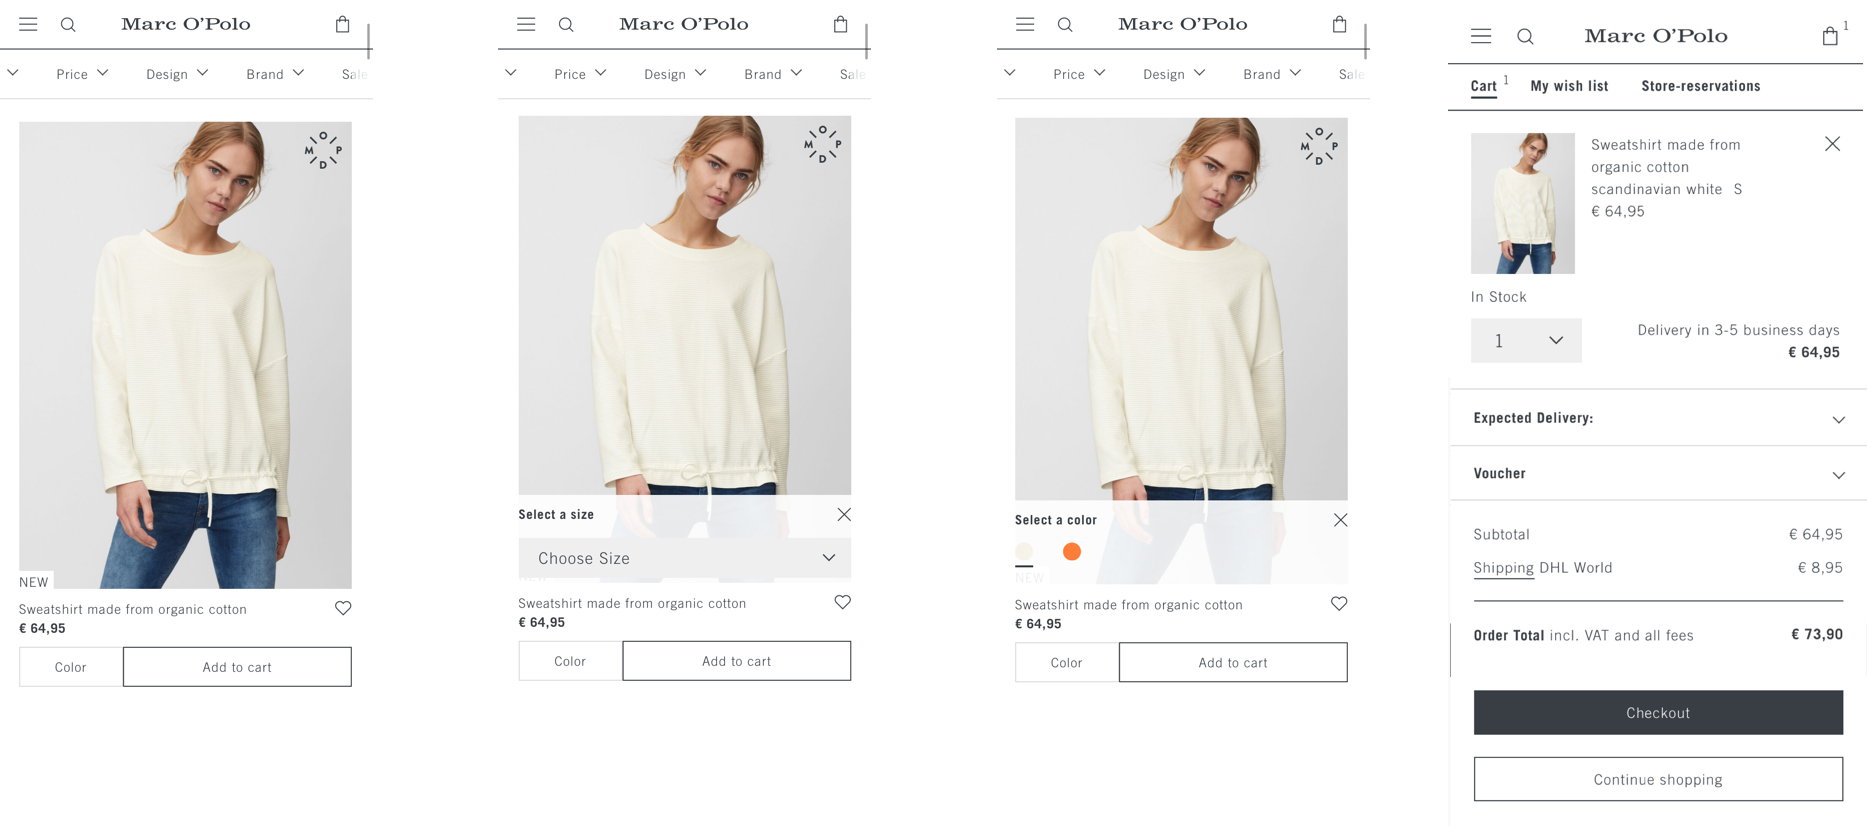 Marc O'Polo
Price
Design
Brand
Sale
M O P D
NEW
Sweatshirt made from organic cotton
€ 64,95
Color
Add to cart
Marc O'Polo
Price
Design
Brand
Sale
M O P D
Select a size
Choose Size
NEW
Sweatshirt made from organic cotton
€ 64,95
Color
Add to cart
Marc O'Polo
Price
Design
Brand
Sale
M O P D
Select a color
NEW
Sweatshirt made from organic cotton
€ 64,95
Color
Add to cart
Marc O'Polo
1
Cart 1
My wish list
Store-reservations
Sweatshirt made from
organic cotton
scandinavian white S
€ 64,95
In Stock
1
Delivery in 3-5 business days
€ 64,95
Expected Delivery:
Voucher
Subtotal € 64,95
Shipping DHL World € 8,95
Order Total incl. VAT and all fees € 73,90
Checkout
Continue shopping